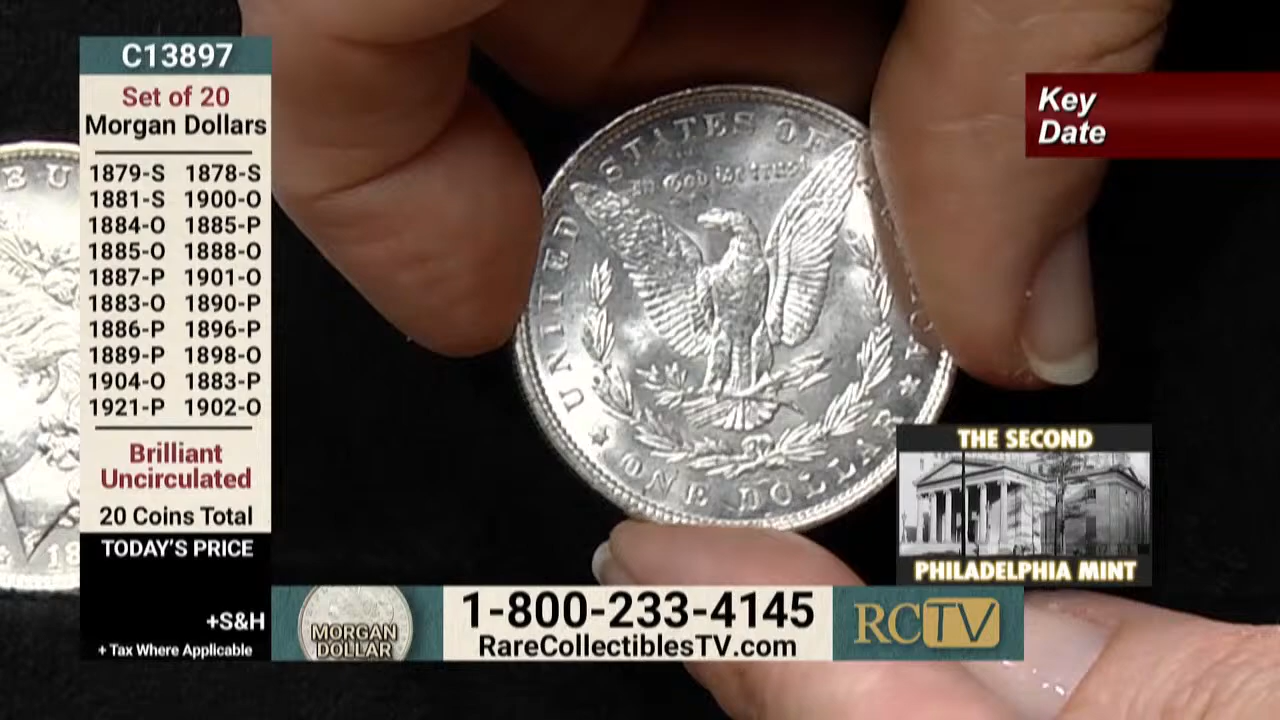 C13897
Set of 20
Morgan Dollars
1879-S 1878-S
1881-S 1900-O
1884-O 1885-P
1885-O 1888-O
1887-P 1901-O
1883-O 1890-P
1886-P 1896-P
1889-P 1898-O
1904-O 1883-P
1921-P 1902-O
Brilliant
Uncirculated
20 Coins Total
TODAY'S PRICE
+S&H
+ Tax Where Applicable
Key
Date
UNITED STATES OF
In God We Trust
ONE DOLLAR
THE SECOND
PHILADELPHIA MINT
MORGAN
DOLLAR
1-800-233-4145
RareCollectiblesTV.com
RCTV
BU
18